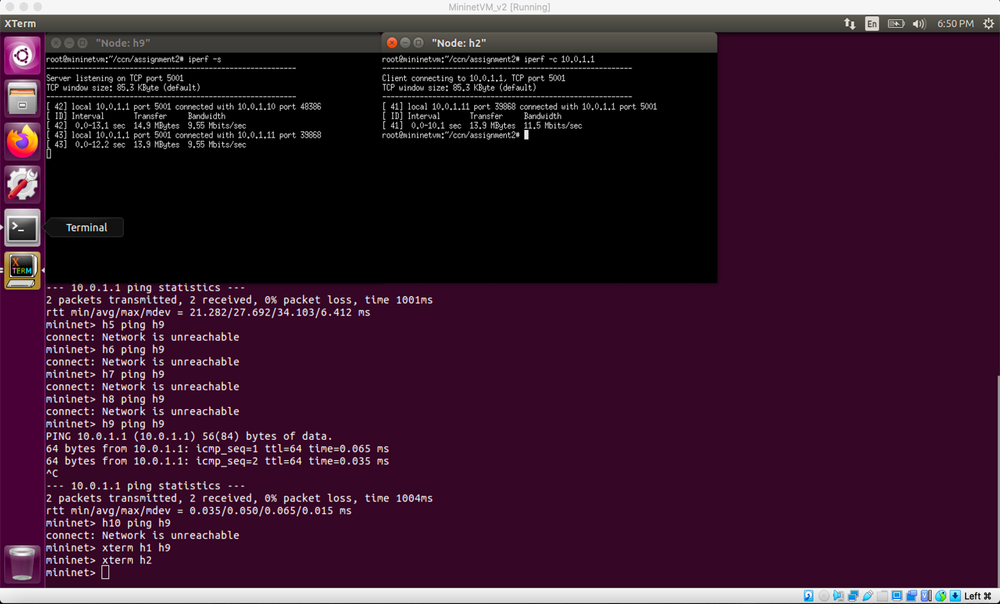 MininetVM_v2 [Running]
XTerm
En
6:50 PM
"Node: h9"
root@mininetvm:~/ccn/assignment2# iperf -s
------------------------------------------------------------
Server listening on TCP port 5001
TCP window size: 85.3 KByte (default)
------------------------------------------------------------
[ 42] local 10.0.1.1 port 5001 connected with 10.0.1.10 port 48386
[ ID] Interval       Transfer     Bandwidth
[ 42]  0.0-13.1 sec  14.9 MBytes  9.55 Mbits/sec
[ 43] local 10.0.1.1 port 5001 connected with 10.0.1.11 port 39868
[ 43]  0.0-12.2 sec  13.9 MBytes  9.55 Mbits/sec
"Node: h2"
root@mininetvm:~/ccn/assignment2# iperf -c 10.0.1.1
------------------------------------------------------------
Client connecting to 10.0.1.1, TCP port 5001
TCP window size: 85.3 KByte (default)
------------------------------------------------------------
[ 41] local 10.0.1.11 port 39868 connected with 10.0.1.1 port 5001
[ ID] Interval       Transfer     Bandwidth
[ 41]  0.0-10.1 sec  13.9 MBytes  11.5 Mbits/sec
root@mininetvm:~/ccn/assignment2#
Terminal
X
TERM
--- 10.0.1.1 ping statistics ---
2 packets transmitted, 2 received, 0% packet loss, time 1001ms
rtt min/avg/max/mdev = 21.282/27.692/34.103/6.412 ms
mininet> h5 ping h9
connect: Network is unreachable
mininet> h6 ping h9
connect: Network is unreachable
mininet> h7 ping h9
connect: Network is unreachable
mininet> h8 ping h9
connect: Network is unreachable
mininet> h9 ping h9
PING 10.0.1.1 (10.0.1.1) 56(84) bytes of data.
64 bytes from 10.0.1.1: icmp_seq=1 ttl=64 time=0.065 ms
64 bytes from 10.0.1.1: icmp_seq=2 ttl=64 time=0.035 ms
^C
--- 10.0.1.1 ping statistics ---
2 packets transmitted, 2 received, 0% packet loss, time 1004ms
rtt min/avg/max/mdev = 0.035/0.050/0.065/0.015 ms
mininet> h10 ping h9
connect: Network is unreachable
mininet> xterm h1 h9
mininet> xterm h2
mininet>
Left ⌘